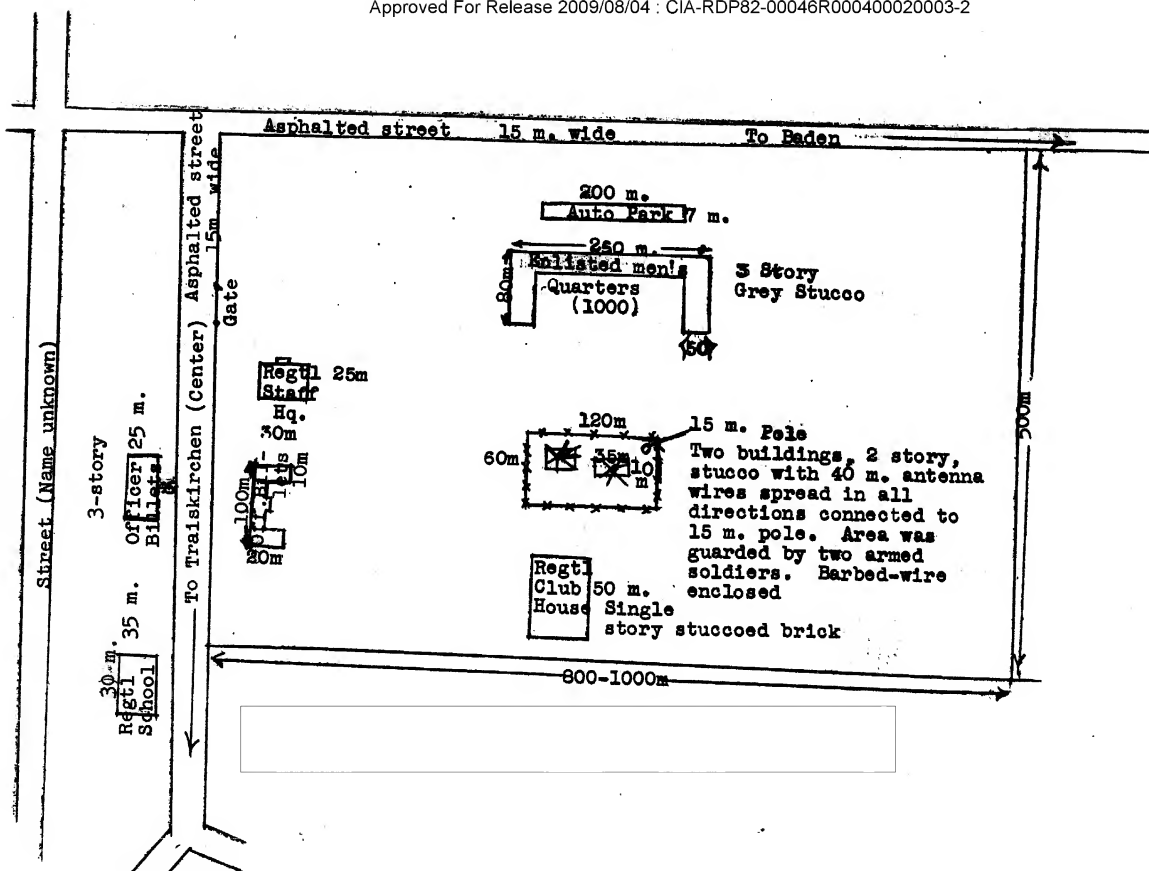 Approved For Release 2009/08/04 : CIA-RDP82-00046R000400020003-2
Asphalted street 15 m. wide To Baden
200 m.
Auto Park 7 m.
250 m.
Enlisted men's
Quarters
(1000)
80m
50
3 Story
Grey Stucco
500m
Asphalted street
15m wide
Gate
To Traiskirchen (Center)
Street (Name unknown)
Regtl 25m
Staff
Hq.
30m
10m
100m
20m
3-story
Officer 25 m.
Billets
30 m.
35 m.
Regtl
School
120m
60m
35m
10
m
15 m. Pole
Two buildings, 2 story,
stucco with 40 m. antenna
wires spread in all
directions connected to
15 m. pole. Area was
guarded by two armed
soldiers. Barbed-wire
enclosed
Regtl
Club 50 m.
House Single
story stuccoed brick
800-1000m